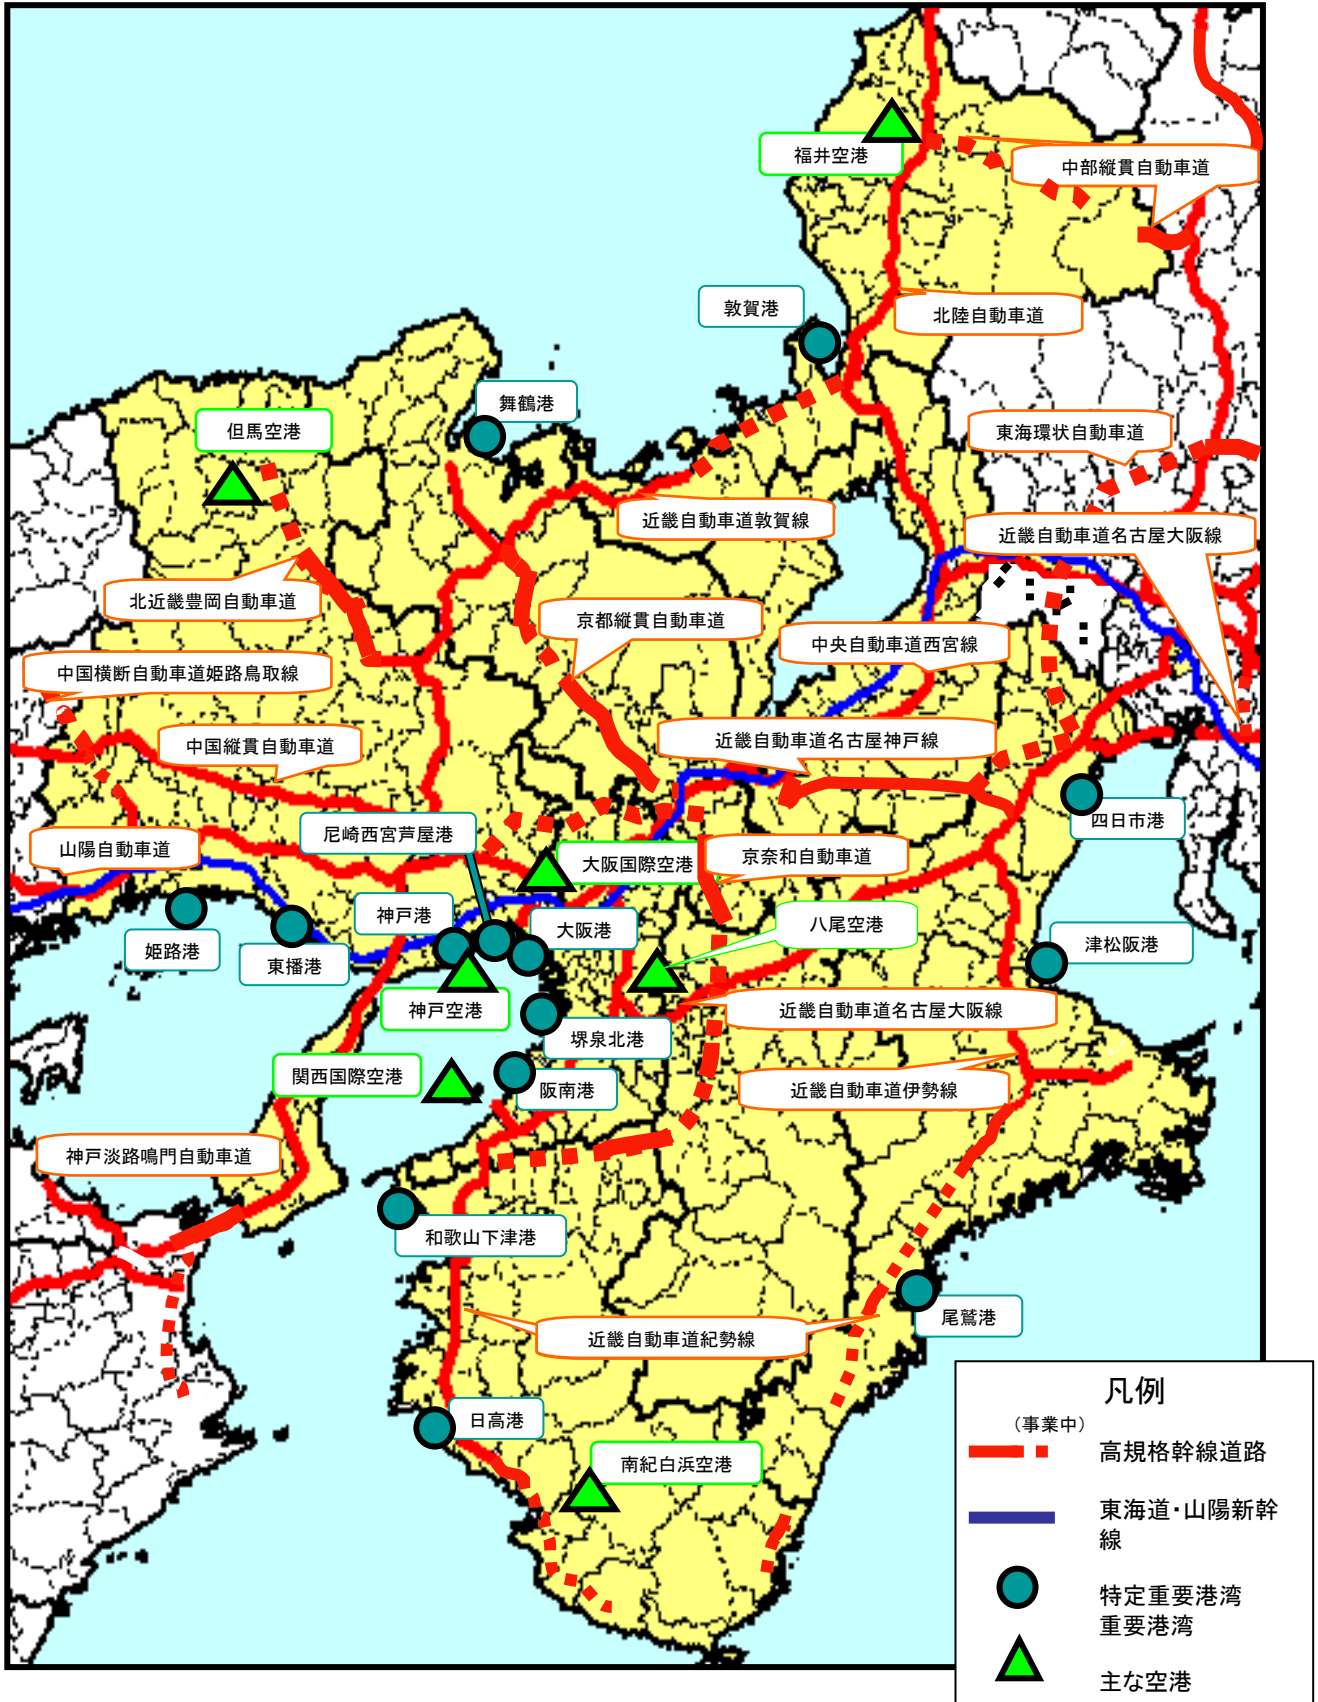 福井空港
中部縦貫自動車道
敦賀港
北陸自動車道
舞鶴港
但馬空港
東海環状自動車道
近畿自動車道敦賀線
近畿自動車道名古屋大阪線
北近畿豊岡自動車道
京都縦貫自動車道
中央自動車道西宮線
中国横断自動車道姫路鳥取線
中国縦貫自動車道
近畿自動車道名古屋神戸線
四日市港
尼崎西宮芦屋港
山陽自動車道
大阪国際空港
京奈和自動車道
神戸港
大阪港
八尾空港
姫路港
東播港
津松阪港
神戸空港
近畿自動車道名古屋大阪線
堺泉北港
関西国際空港
阪南港
近畿自動車道伊勢線
神戸淡路鳴門自動車道
和歌山下津港
尾鷲港
近畿自動車道紀勢線
日高港
南紀白浜空港
凡例
（事業中）
高規格幹線道路
東海道・山陽新幹
線
特定重要港湾
重要港湾
主な空港